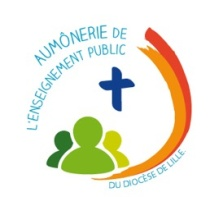 AUMÔNERIE DE
L'ENSEIGNEMENT PUBLIC
DU DIOCÈSE DE LILLE